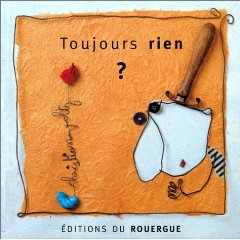 Toujours rien
?
christian voltz
ÉDITIONS DU ROUERGUE